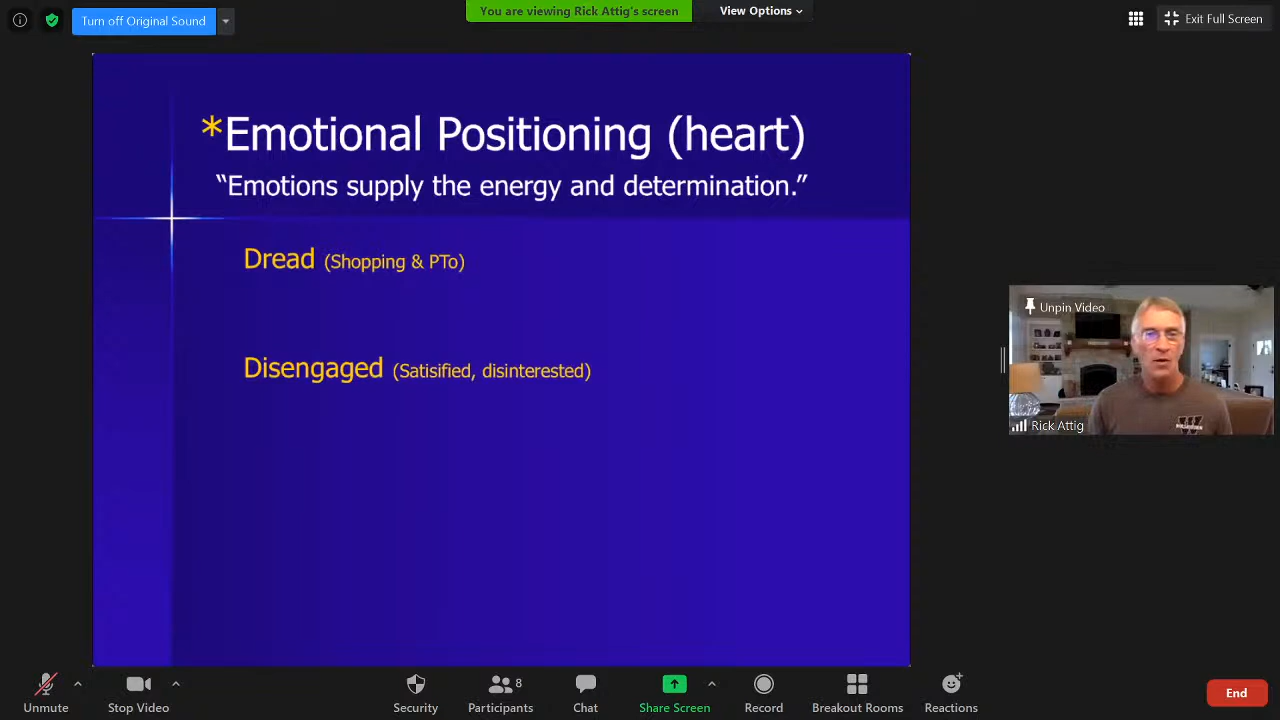 Turn off Original Sound
You are viewing Rick Attig's screen
View Options
Exit Full Screen
*Emotional Positioning (heart)
“Emotions supply the energy and determination.”
Dread (Shopping & PTo)
Disengaged (Satisified, disinterested)
Unpin Video
W
Rick Attig
Unmute
Stop Video
Security
8
Participants
Chat
Share Screen
Record
Breakout Rooms
Reactions
End